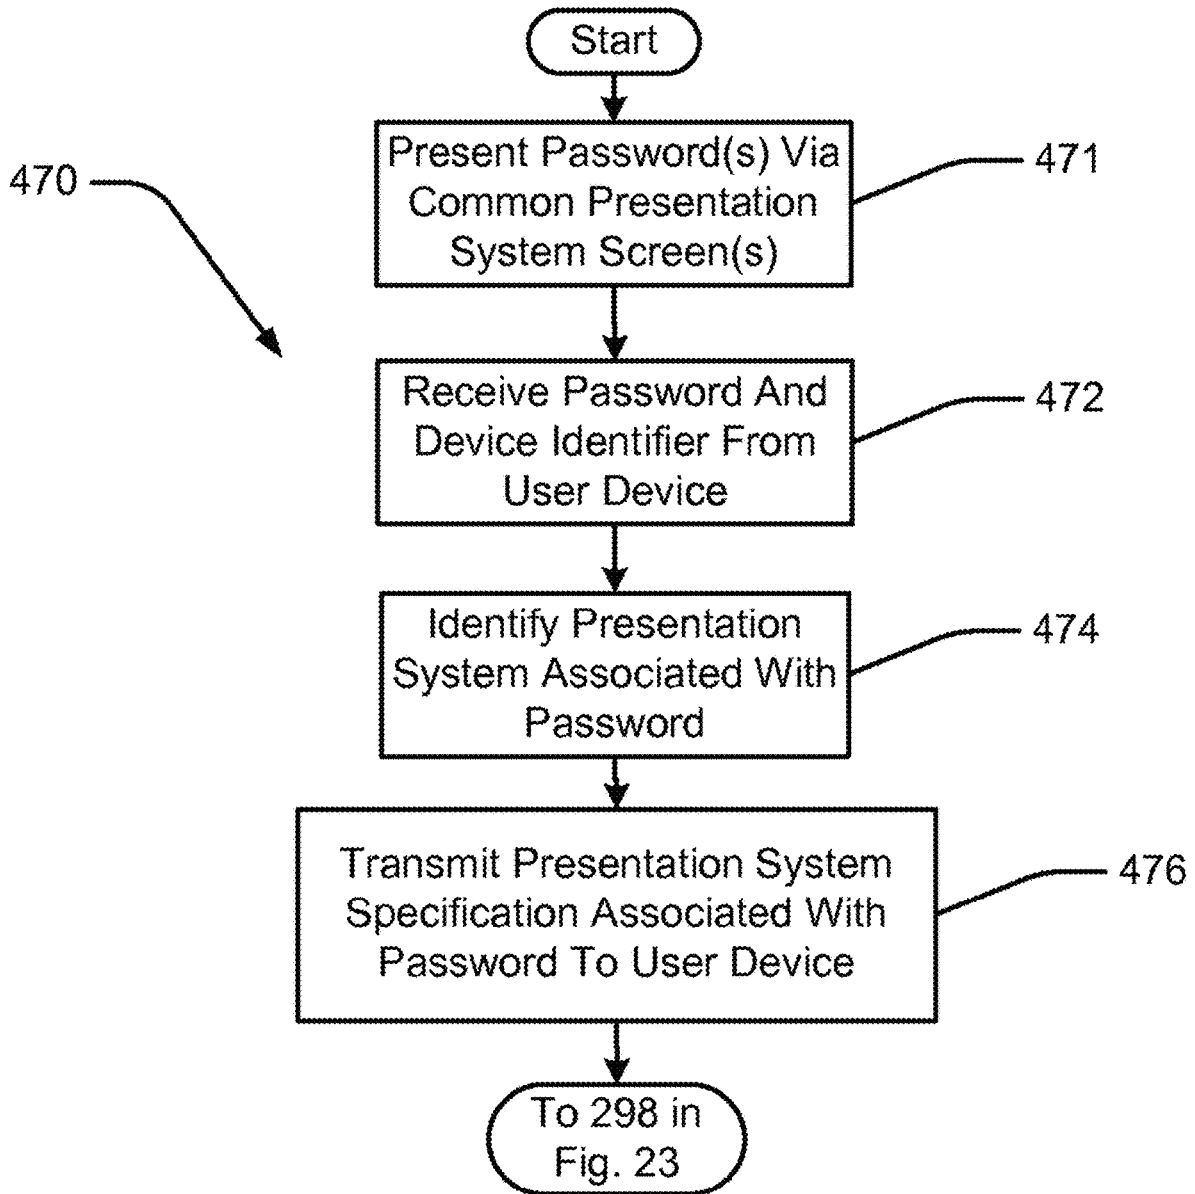 Start
Present Password(s) Via
Common Presentation
System Screen(s)
471
470
Receive Password And
Device Identifier From
User Device
472
Identify Presentation
System Associated With
Password
474
Transmit Presentation System
Specification Associated With
Password To User Device
476
To 298 in
Fig. 23